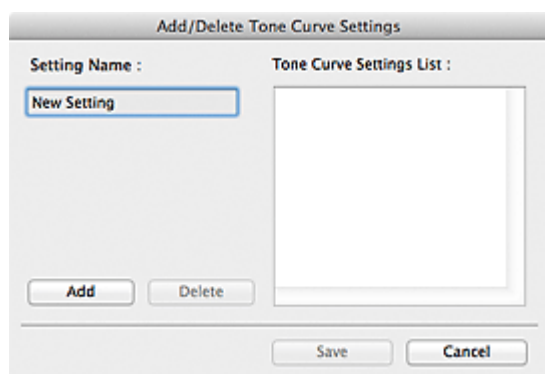 Add/Delete Tone Curve Settings
Setting Name :
Tone Curve Settings List :
New Setting
Add
Delete
Save
Cancel